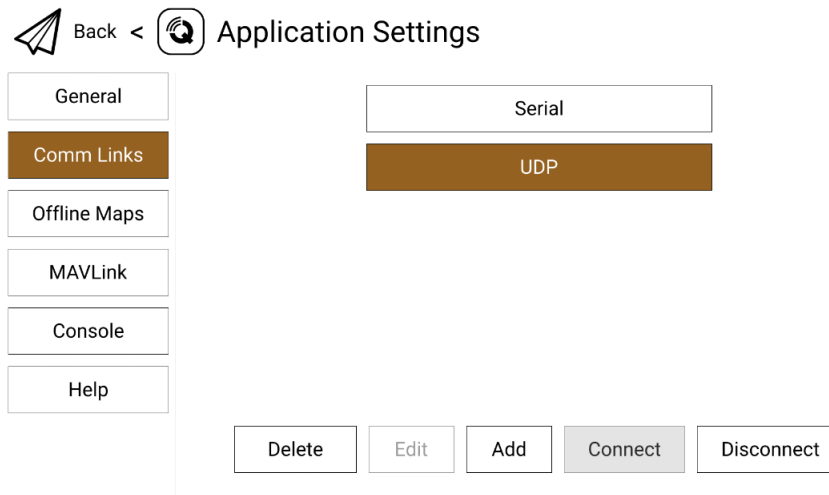 Back < Application Settings
General
Comm Links
Offline Maps
MAVLink
Console
Help
Serial
UDP
Delete Edit Add Connect Disconnect